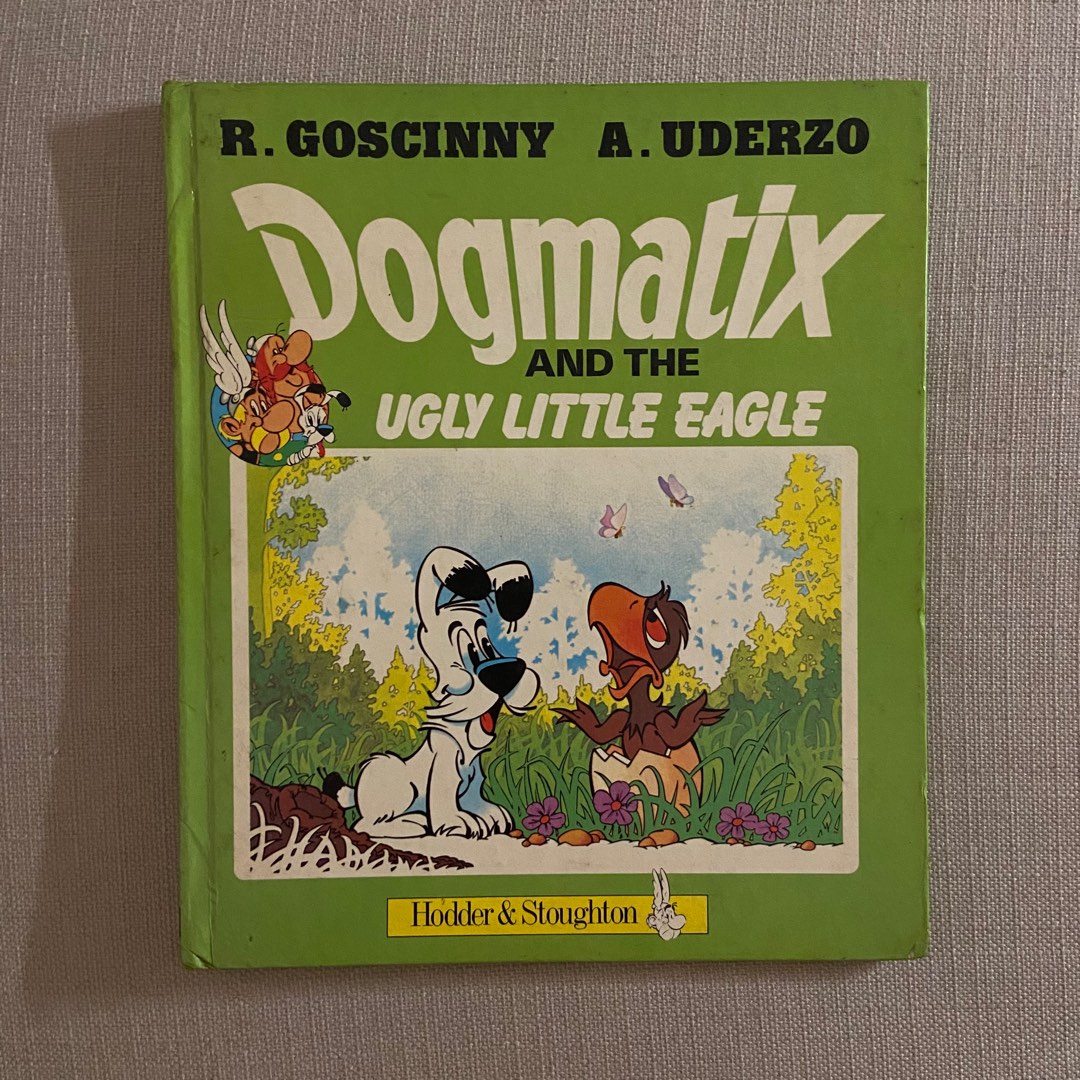 R. GOSCINNY A. UDERZO
Dogmatix
AND THE
UGLY LITTLE EAGLE
Hodder & Stoughton